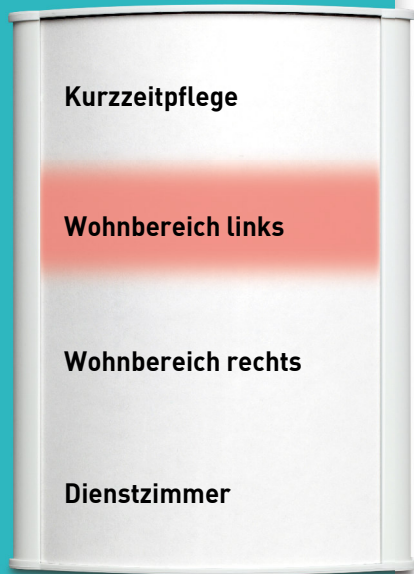 Kurzzeitpflege
Wohnbereich links
Wohnbereich rechts
Dienstzimmer